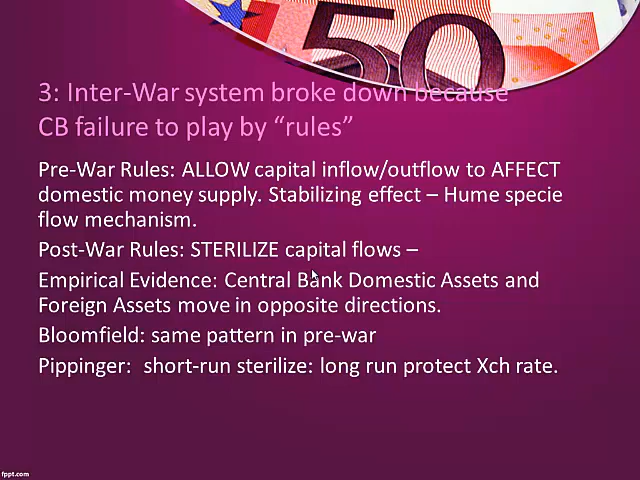 50
3: Inter-War system broke down because
CB failure to play by “rules”
Pre-War Rules: ALLOW capital inflow/outflow to AFFECT
domestic money supply. Stabilizing effect – Hume specie
flow mechanism.
Post-War Rules: STERILIZE capital flows –
Empirical Evidence: Central Bank Domestic Assets and
Foreign Assets move in opposite directions.
Bloomfield: same pattern in pre-war
Pippinger:  short-run sterilize: long run protect Xch rate.
fppt.com